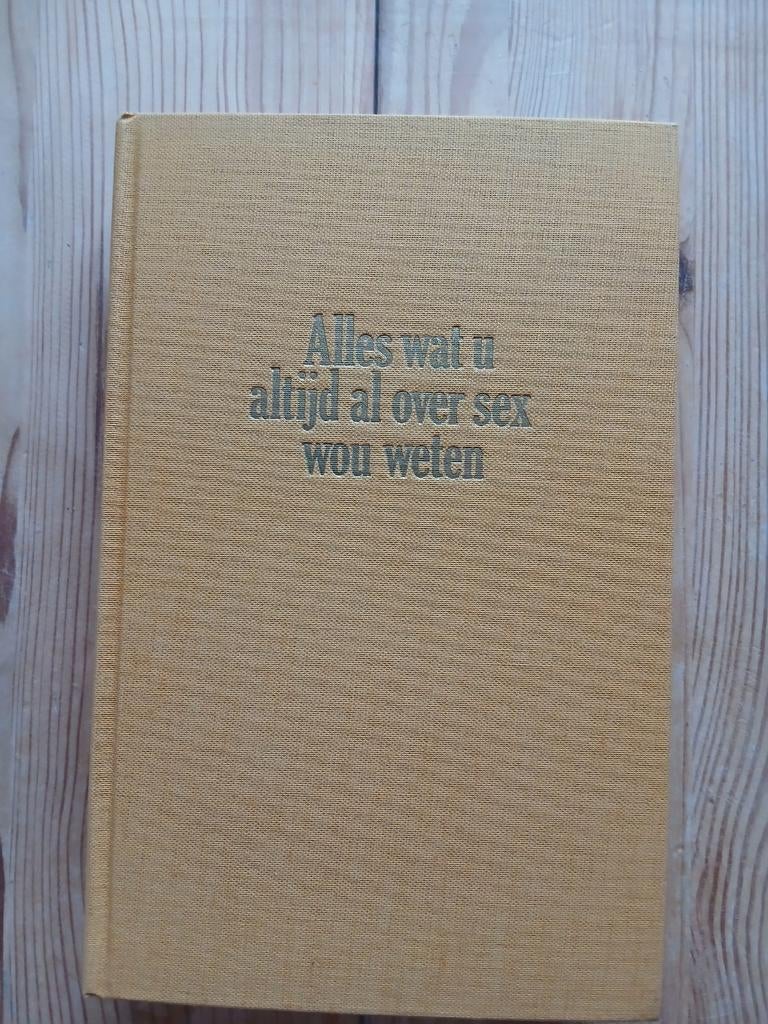 Alles wat u
altijd al over sex
wou weten